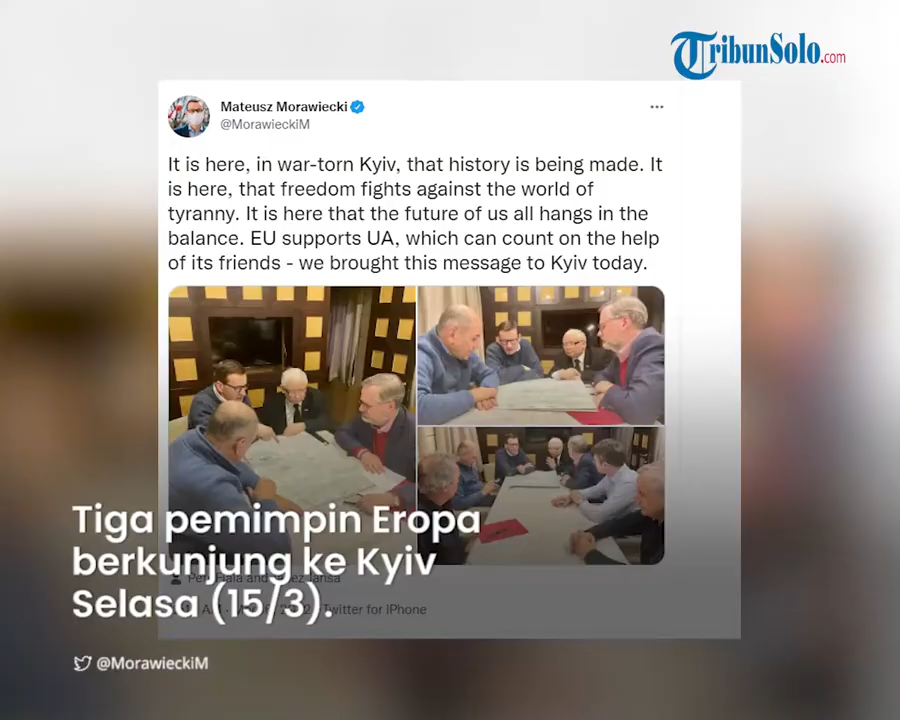 TribunSolo.com
Mateusz Morawiecki
@MorawieckiM
It is here, in war-torn Kyiv, that history is being made. It
is here, that freedom fights against the world of
tyranny. It is here that the future of us all hangs in the
balance. EU supports UA, which can count on the help
of its friends - we brought this message to Kyiv today.
Tiga pemimpin Eropa
berkunjung ke Kyiv
and
Selasa (15/3).
Twitter for iPhone
@MorawieckiM